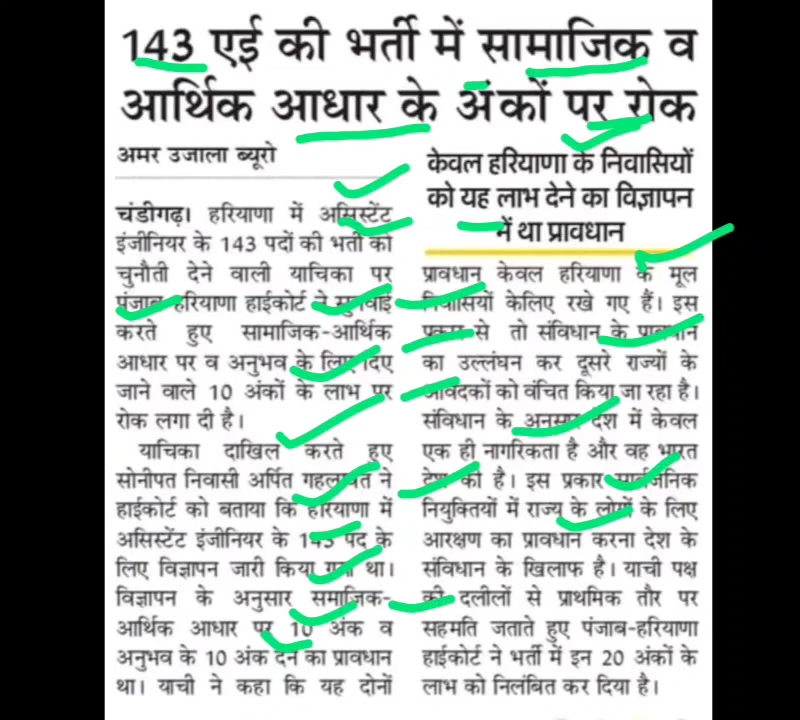 143 एई की भर्ती में सामाजिक व
आर्थिक आधार के अंकों पर रोक
अमर उजाला ब्यूरो
केवल हरियाणा के निवासियों
को यह लाभ देने का विज्ञापन
में था प्रावधान
चंडीगढ़। हरियाणा में असिस्टेंट
इंजीनियर के 143 पदों की भर्ती को
चुनौती देने वाली याचिका पर
पंजाब-हरियाणा हाईकोर्ट ने सुनवाई
करते हुए सामाजिक-आर्थिक
आधार पर व अनुभव के लिए दिए
जाने वाले 10 अंकों के लाभ पर
रोक लगा दी है।
याचिका दाखिल करते हुए
सोनीपत निवासी अर्पित गहलावत ने
हाईकोर्ट को बताया कि हरियाणा में
असिस्टेंट इंजीनियर के 143 पद के
लिए विज्ञापन जारी किया गया था।
विज्ञापन के अनुसार समाजिक-
आर्थिक आधार पर 10 अंक व
अनुभव के 10 अंक देने का प्रावधान
था। याची ने कहा कि यह दोनों
प्रावधान केवल हरियाणा के मूल
निवासियों केलिए रखे गए हैं। इस
प्रकार से तो संविधान के प्रावधान
का उल्लंघन कर दूसरे राज्यों के
आवेदकों को वंचित किया जा रहा है।
संविधान के अनुसार देश में केवल
एक ही नागरिकता है और वह भारत
देश की है। इस प्रकार सार्वजनिक
नियुक्तियों में राज्य के लोगों के लिए
आरक्षण का प्रावधान करना देश के
संविधान के खिलाफ है। याची पक्ष
की दलीलों से प्राथमिक तौर पर
सहमति जताते हुए पंजाब-हरियाणा
हाईकोर्ट ने भर्ती में इन 20 अंकों के
लाभ को निलंबित कर दिया है।